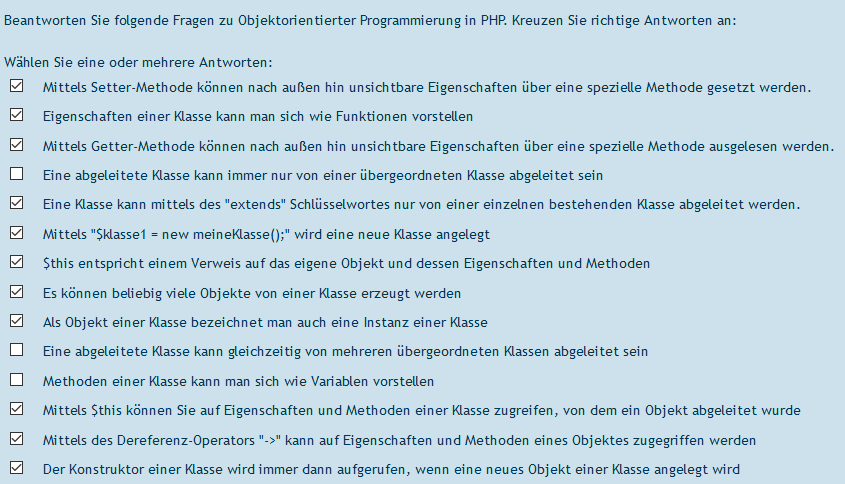 Beantworten Sie folgende Fragen zu Objektorientierter Programmierung in PHP. Kreuzen Sie richtige Antworten an:
Wählen Sie eine oder mehrere Antworten:
Mittels Setter-Methode können nach außen hin unsichtbare Eigenschaften über eine spezielle Methode gesetzt werden.
Eigenschaften einer Klasse kann man sich wie Funktionen vorstellen
Mittels Getter-Methode können nach außen hin unsichtbare Eigenschaften über eine spezielle Methode ausgelesen werden.
Eine abgeleitete Klasse kann immer nur von einer übergeordneten Klasse abgeleitet sein
Eine Klasse kann mittels des "extends" Schlüsselwortes nur von einer einzelnen bestehenden Klasse abgeleitet werden.
Mittels "$klasse1 = new meineKlasse();" wird eine neue Klasse angelegt
$this entspricht einem Verweis auf das eigene Objekt und dessen Eigenschaften und Methoden
Es können beliebig viele Objekte von einer Klasse erzeugt werden
Als Objekt einer Klasse bezeichnet man auch eine Instanz einer Klasse
Eine abgeleitete Klasse kann gleichzeitig von mehreren übergeordneten Klassen abgeleitet sein
Methoden einer Klasse kann man sich wie Variablen vorstellen
Mittels $this können Sie auf Eigenschaften und Methoden einer Klasse zugreifen, von dem ein Objekt abgeleitet wurde
Mittels des Dereferenz-Operators "->" kann auf Eigenschaften und Methoden eines Objektes zugegriffen werden
Der Konstruktor einer Klasse wird immer dann aufgerufen, wenn eine neues Objekt einer Klasse angelegt wird